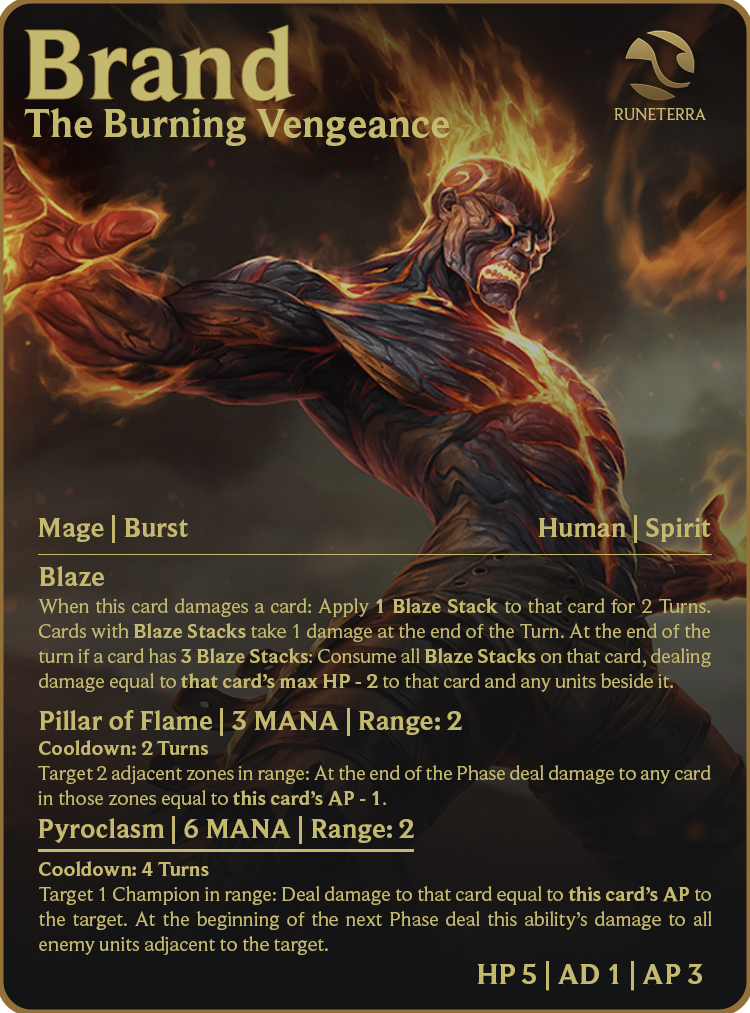 Brand
The Burning Vengeance
RUNETERRA
Mage | Burst
Human | Spirit
Blaze
When this card damages a card: Apply 1 Blaze Stack to that card for 2 Turns.
Cards with Blaze Stacks take 1 damage at the end of the Turn. At the end of the
turn if a card has 3 Blaze Stacks: Consume all Blaze Stacks on that card, dealing
damage equal to that card's max HP - 2 to that card and any units beside it.
Pillar of Flame | 3 MANA | Range: 2
Cooldown: 2 Turns
Target 2 adjacent zones in range: At the end of the Phase deal damage to any card
in those zones equal to this card's AP - 1.
Pyroclasm | 6 MANA | Range: 2
Cooldown: 4 Turns
Target 1 Champion in range: Deal damage to that card equal to this card's AP to
the target. At the beginning of the next Phase deal this ability's damage to all
enemy units adjacent to the target.
HP 5 | AD 1 | AP 3